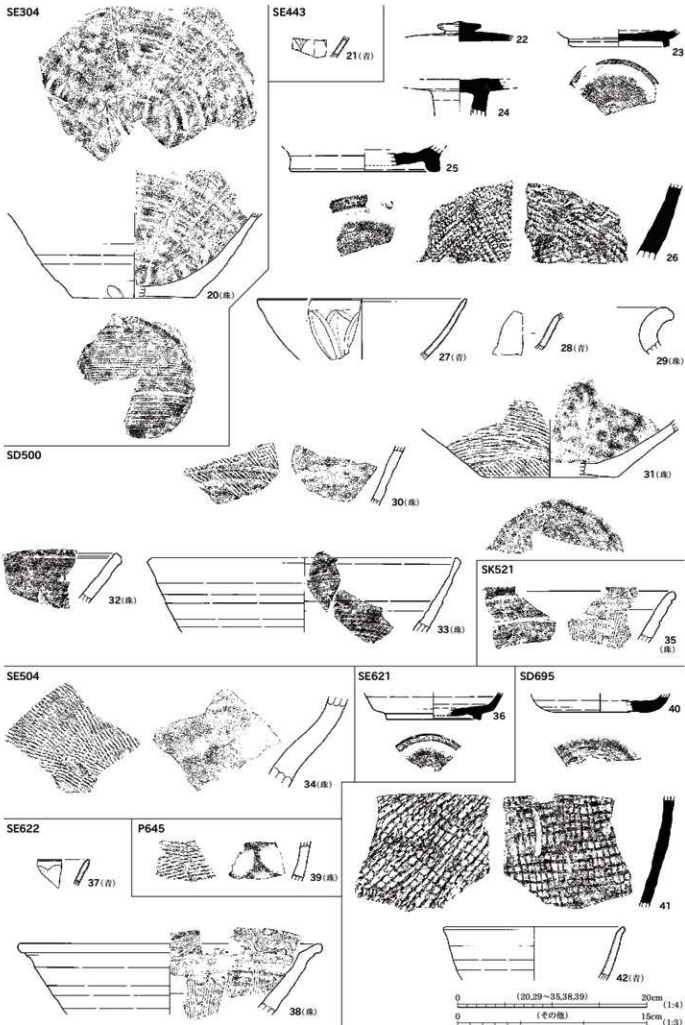 SE304
20(珠)
SE443
21(青)
22
23
24
25
26
27(青)
28(青)
29(珠)
SD500
30(珠)
31(珠)
32(珠)
33(珠)
SK521
35
(珠)
SE504
34(珠)
SE621
36
SD695
40
41
42(青)
SE622
37(青)
P645
39(珠)
38(珠)
0 (20,29〜35,38,39) 20cm
(1:4)
0 (その他) 15cm
(1:3)